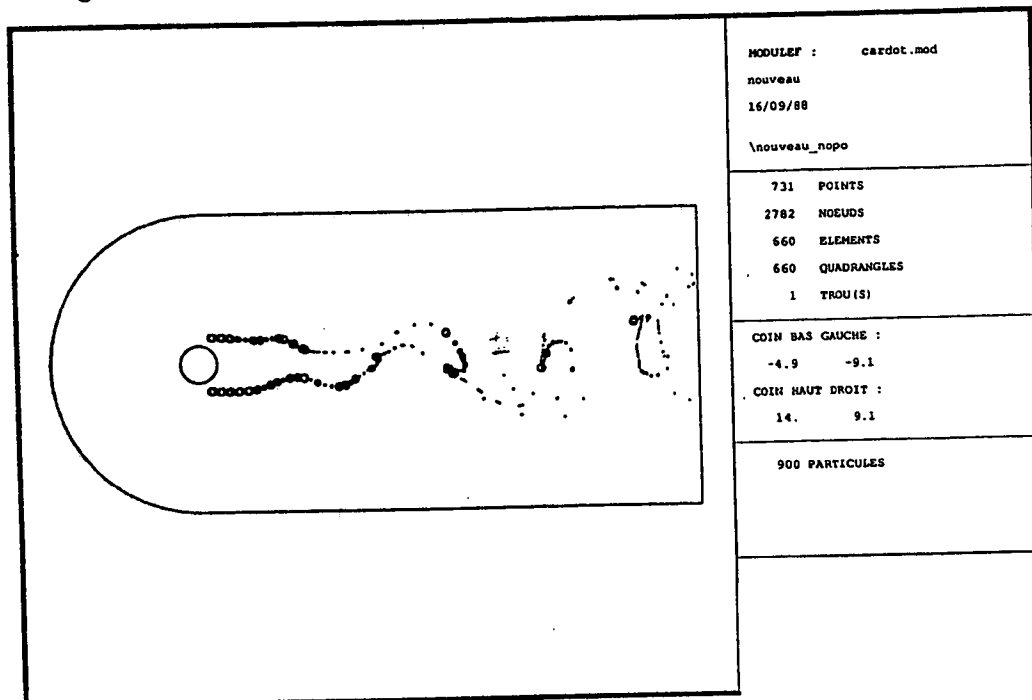 MODULEF : cardot.mod
nouveau
16/09/88
\nouveau_nopo
731 POINTS
2782 NOEUDS
660 ELEMENTS
660 QUADRANGLES
1 TROU(S)
COIN BAS GAUCHE :
-4.9 -9.1
COIN HAUT DROIT :
14. 9.1
900 PARTICULES